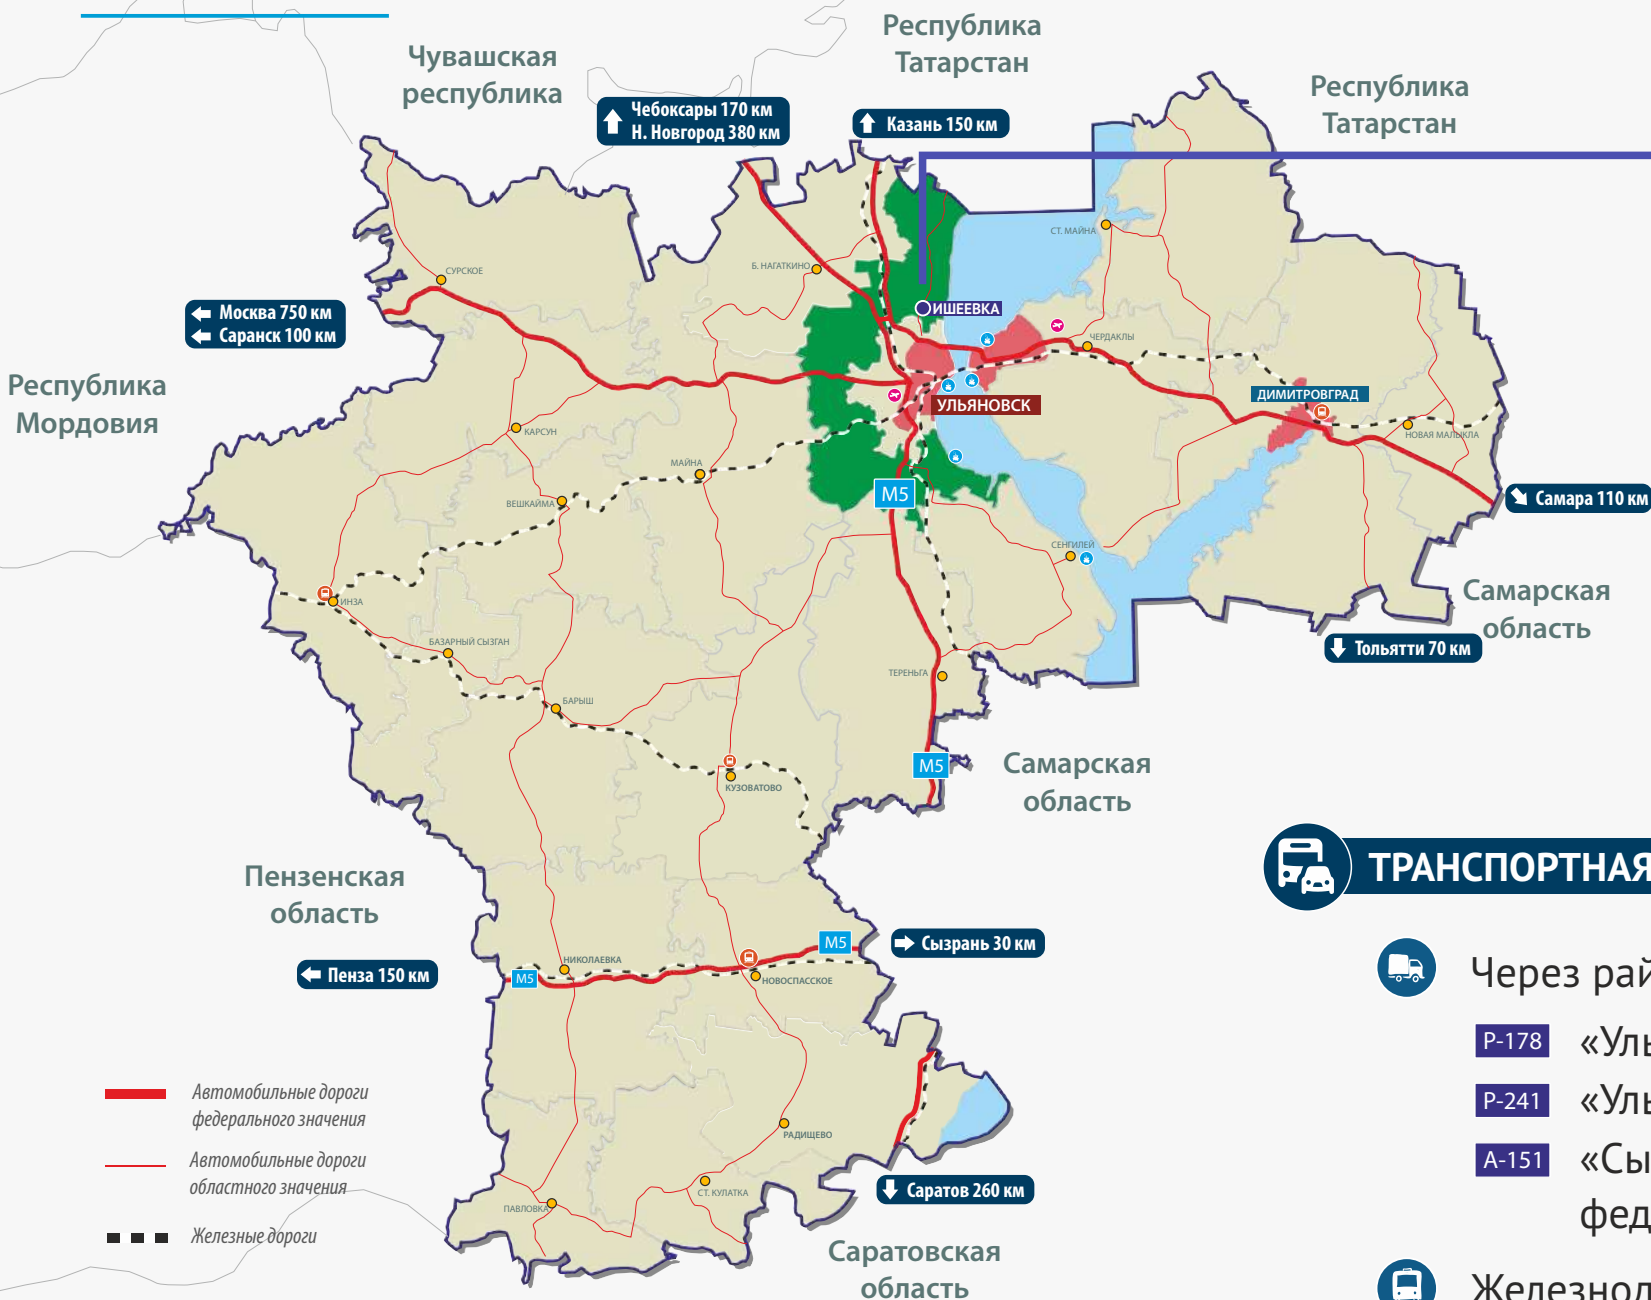 Республика
Татарстан
Чувашская
республика
Республика
Татарстан
Чебоксары 170 км
Н. Новгород 380 км
Казань 150 км
СТ. МАЙНА
Б. НАГАТКИНО
СУРСКОЕ
Москва 750 км
Саранск 100 км
ИШЕЕВКА
ЧЕРДАКЛЫ
Республика
Мордовия
ДИМИТРОВГРАД
УЛЬЯНОВСК
КАРСУН
НОВАЯ МАЛЫКЛА
МАЙНА
М5
ВЕШКАЙМА
Самара 110 км
СЕНГИЛЕЙ
ИНЗА
Самарская
область
БАЗАРНЫЙ СЫЗГАН
Тольятти 70 км
ТЕРЕНЬГА
БАРЫШ
М5
Самарская
область
КУЗОВАТОВО
ТРАНСПОРТНАЯ
Пензенская
область
М5
Сызрань 30 км
НИКОЛАЕВКА
Пенза 150 км
М5
НОВОСПАССКОЕ
Через рай
Р-178 «Уль
Р-241 «Уль
А-151 «Сы
фед
Автомобильные дороги
федерального значения
РАДИЩЕВО
Автомобильные дороги
областного значения
СТ. КУЛАТКА
Саратов 260 км
ПАВЛОВКА
Железные дороги
Саратовская
область
Железнод